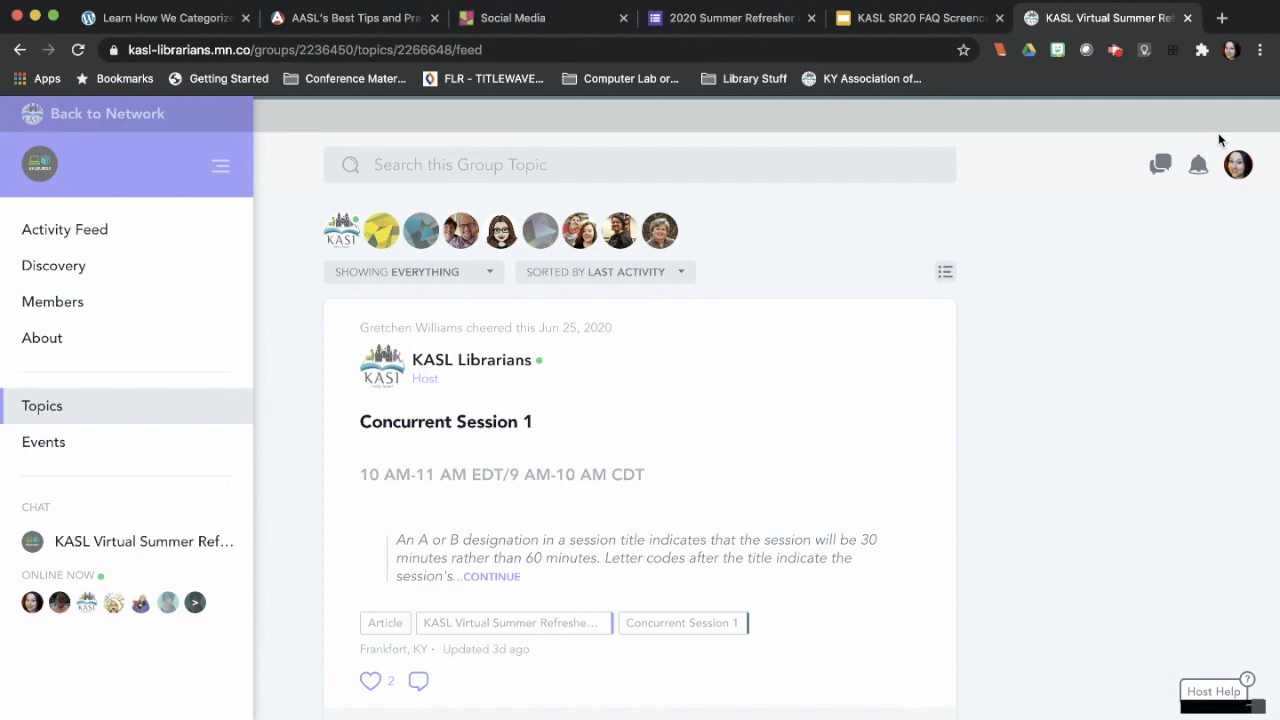 Learn How We Categoriz
AASL's Best Tips and Pra
Social Media
2020 Summer Refresher
KASL SR20 FAQ Screenc
KASL Virtual Summer Ref
kasl-librarians.mn.co/groups/2236450/topics/2266648/feed
Apps
Bookmarks
Getting Started
Conference Mater...
FLR - TITLEWAVE...
Computer Lab or...
Library Stuff
KY Association of...
Back to Network
Search this Group Topic
Activity Feed
Discovery
Members
About
Topics
Events
CHAT
KASL Virtual Summer Ref...
ONLINE NOW
KASL
SHOWING EVERYTHING
SORTED BY LAST ACTIVITY
Gretchen Williams cheered this Jun 25, 2020
KASL
KASL Librarians
Host
Concurrent Session 1
10 AM-11 AM EDT/9 AM-10 AM CDT
An A or B designation in a session title indicates that the session will be 30
minutes rather than 60 minutes. Letter codes after the title indicate the
session's...CONTINUE
Article
KASL Virtual Summer Refreshe...
Concurrent Session 1
Frankfort, KY · Updated 3d ago
2
Host Help
?